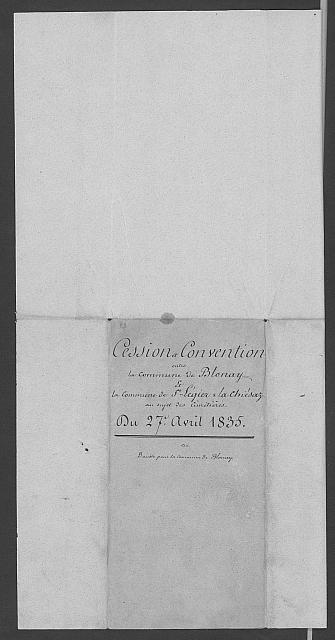 Cession & Convention
entre
la Commune de Blonay
&
la Commune de St Légier & la Chiésaz
au sujet des Cimetières.
Du 27e Avril 1835.
Double pour la Commune de Blonay.